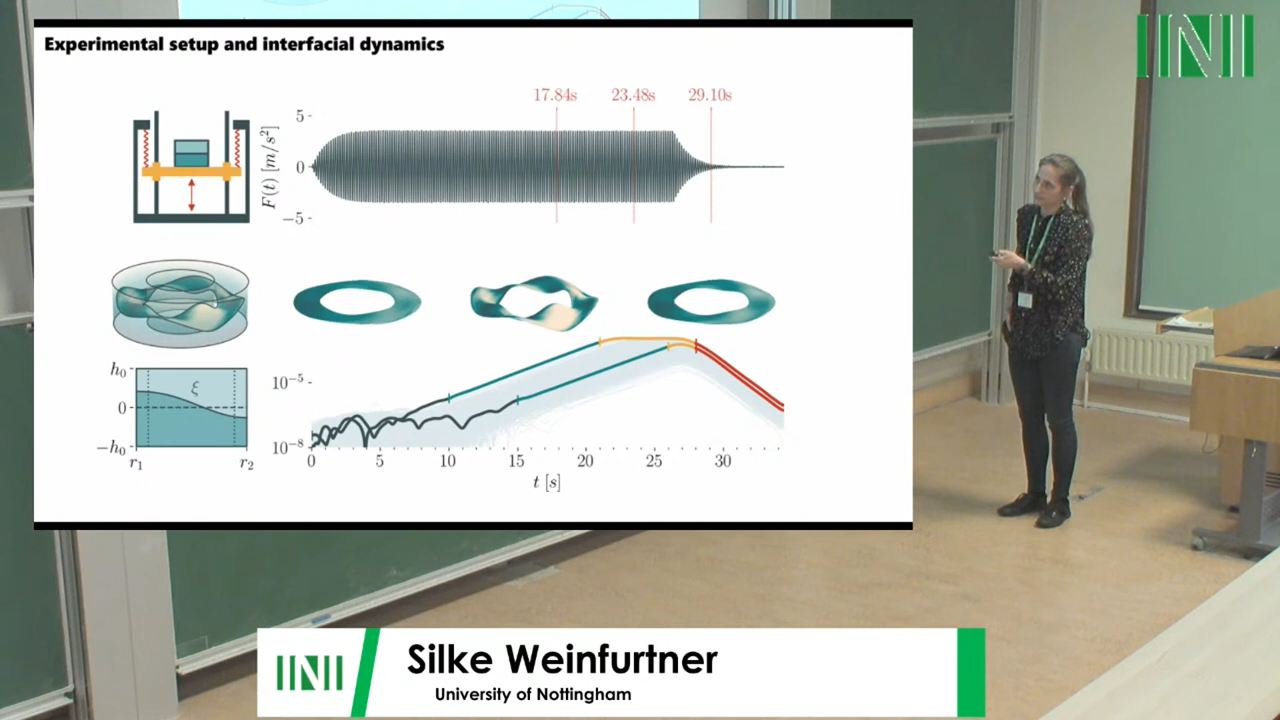 Experimental setup and interfacial dynamics
17.84s 23.48s 29.10s
F(t) [m/s²]
5
0
−5
h₀
ξ
0
−h₀
r₁ r₂
10⁻⁵
10⁻⁸
0 5 10 15 20 25 30
t [s]
INI
INI
Silke Weinfurtner
University of Nottingham